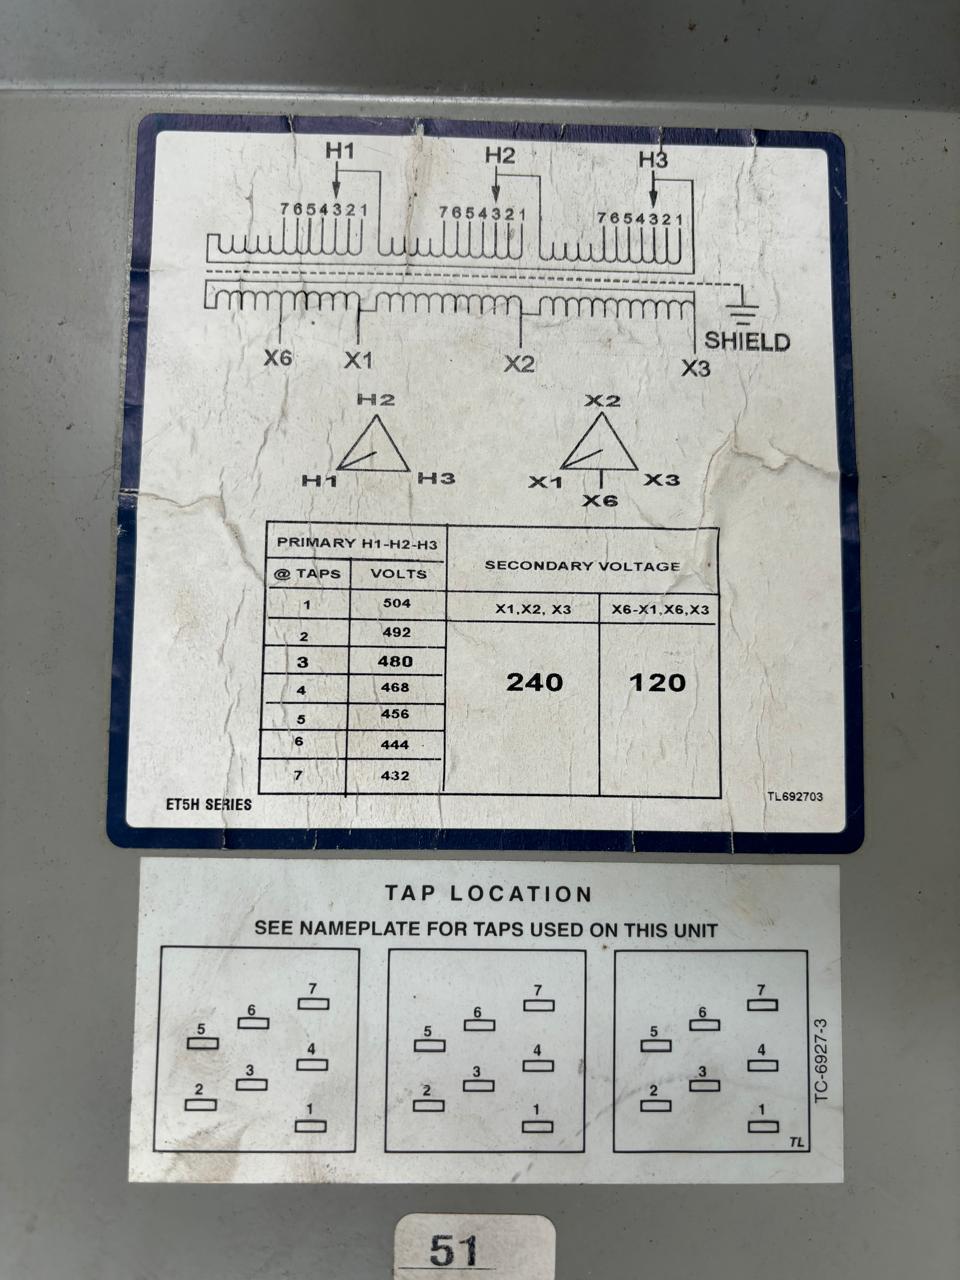 H1 H2 H3
7654321 7654321 7654321
SHIELD
X6 X1 X2 X3
H2 X2
H1 H3 X1 X3
X6
PRIMARY H1-H2-H3 SECONDARY VOLTAGE
@ TAPS VOLTS X1,X2, X3 X6-X1,X6,X3
1 504
2 492
3 480
4 468
5 456
6 444
7 432
240 120
ET5H SERIES TL692703
TAP LOCATION
SEE NAMEPLATE FOR TAPS USED ON THIS UNIT
7 7 7
6 6 6
5 5 5
4 4 4
3 3 3
2 2 2
1 1 1
TL
TC-6927-3
51